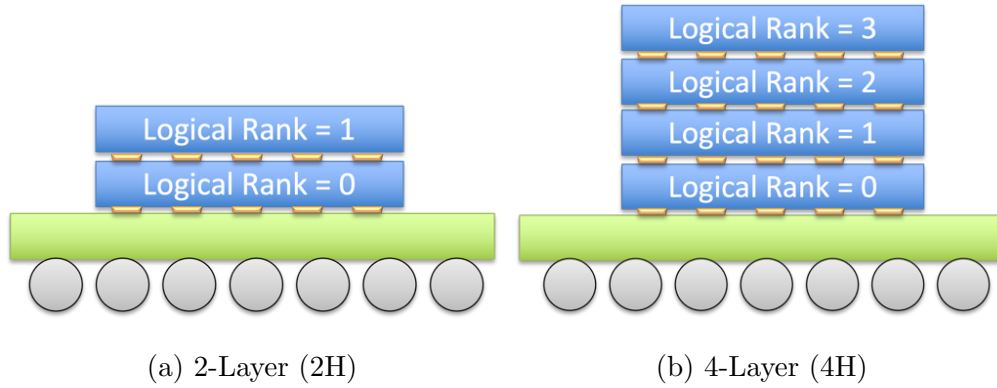 Logical Rank = 1
Logical Rank = 0
(a) 2-Layer (2H)
Logical Rank = 3
Logical Rank = 2
Logical Rank = 1
Logical Rank = 0
(b) 4-Layer (4H)